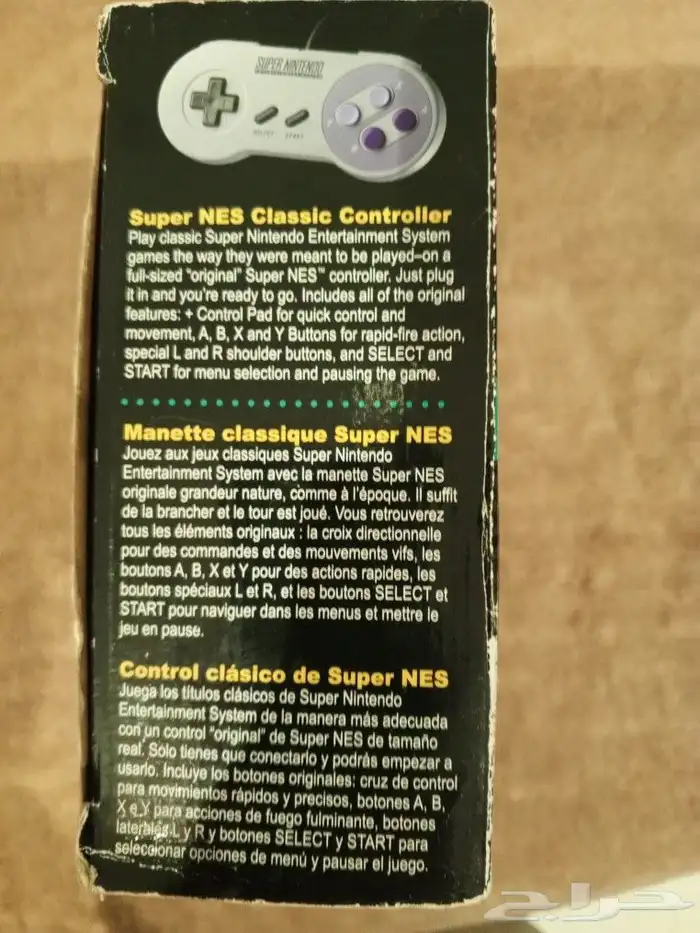 SUPER NINTENDO
SELECT START
Super NES Classic Controller
Play classic Super Nintendo Entertainment System
games the way they were meant to be played–on a
full-sized "original" Super NES™ controller. Just plug
it in and you're ready to go. Includes all of the original
features: + Control Pad for quick control and
movement, A, B, X and Y Buttons for rapid-fire action,
special L and R shoulder buttons, and SELECT and
START for menu selection and pausing the game.
Manette classique Super NES
Jouez aux jeux classiques Super Nintendo
Entertainment System avec la manette Super NES
originale grandeur nature, comme à l'époque. Il suffit
de la brancher et le tour est joué. Vous retrouverez
tous les éléments originaux : la croix directionnelle
pour des commandes et des mouvements vifs, les
boutons A, B, X et Y pour des actions rapides, les
boutons spéciaux L et R, et les boutons SELECT et
START pour naviguer dans les menus et mettre le
jeu en pause.
Control clásico de Super NES
Juega los títulos clásicos de Super Nintendo
Entertainment System de la manera más adecuada
con un control "original" de Super NES de tamaño
real. Sólo tienes que conectarlo y podrás empezar a
usarlo. Incluye los botones originales: cruz de control
para movimientos rápidos y precisos, botones A, B,
X e Y para acciones de fuego fulminante, botones
laterales L y R y botones SELECT y START para
seleccionar opciones de menú y pausar el juego.
حراج